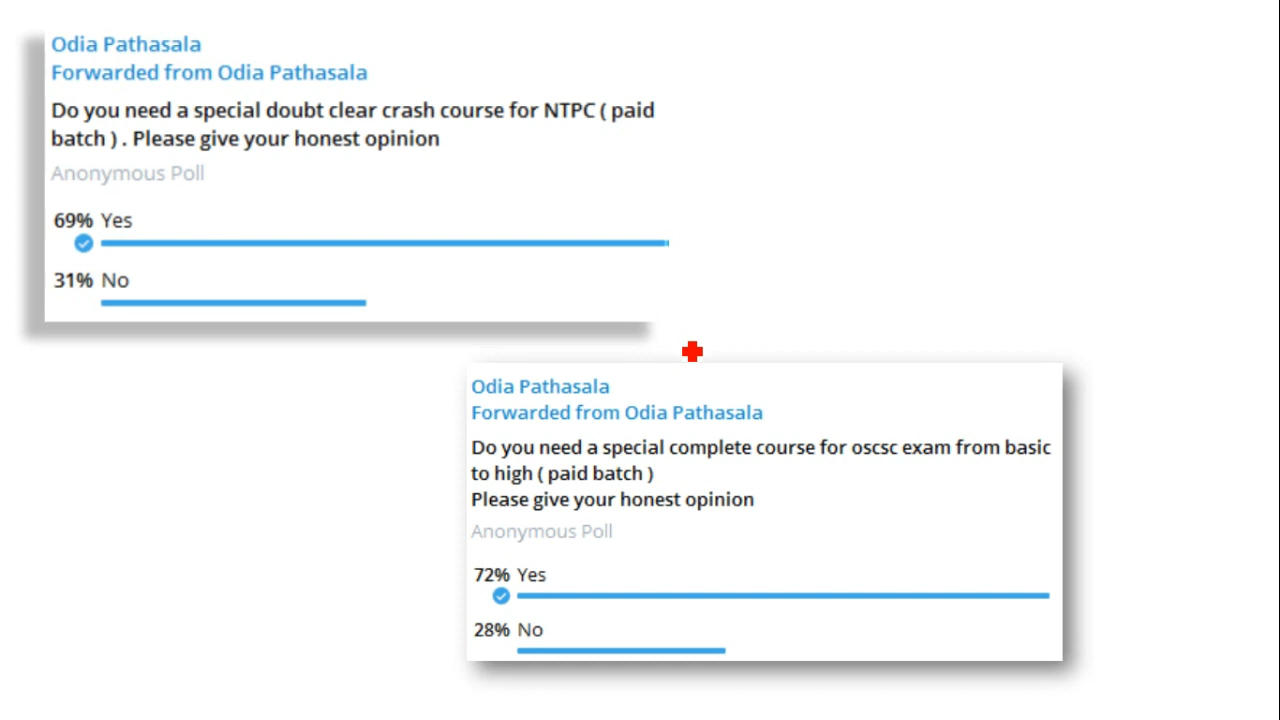 Odia Pathasala
Forwarded from Odia Pathasala
Do you need a special doubt clear crash course for NTPC ( paid
batch ) . Please give your honest opinion
Anonymous Poll
69% Yes
31% No
Odia Pathasala
Forwarded from Odia Pathasala
Do you need a special complete course for oscsc exam from basic
to high ( paid batch )
Please give your honest opinion
Anonymous Poll
72% Yes
28% No